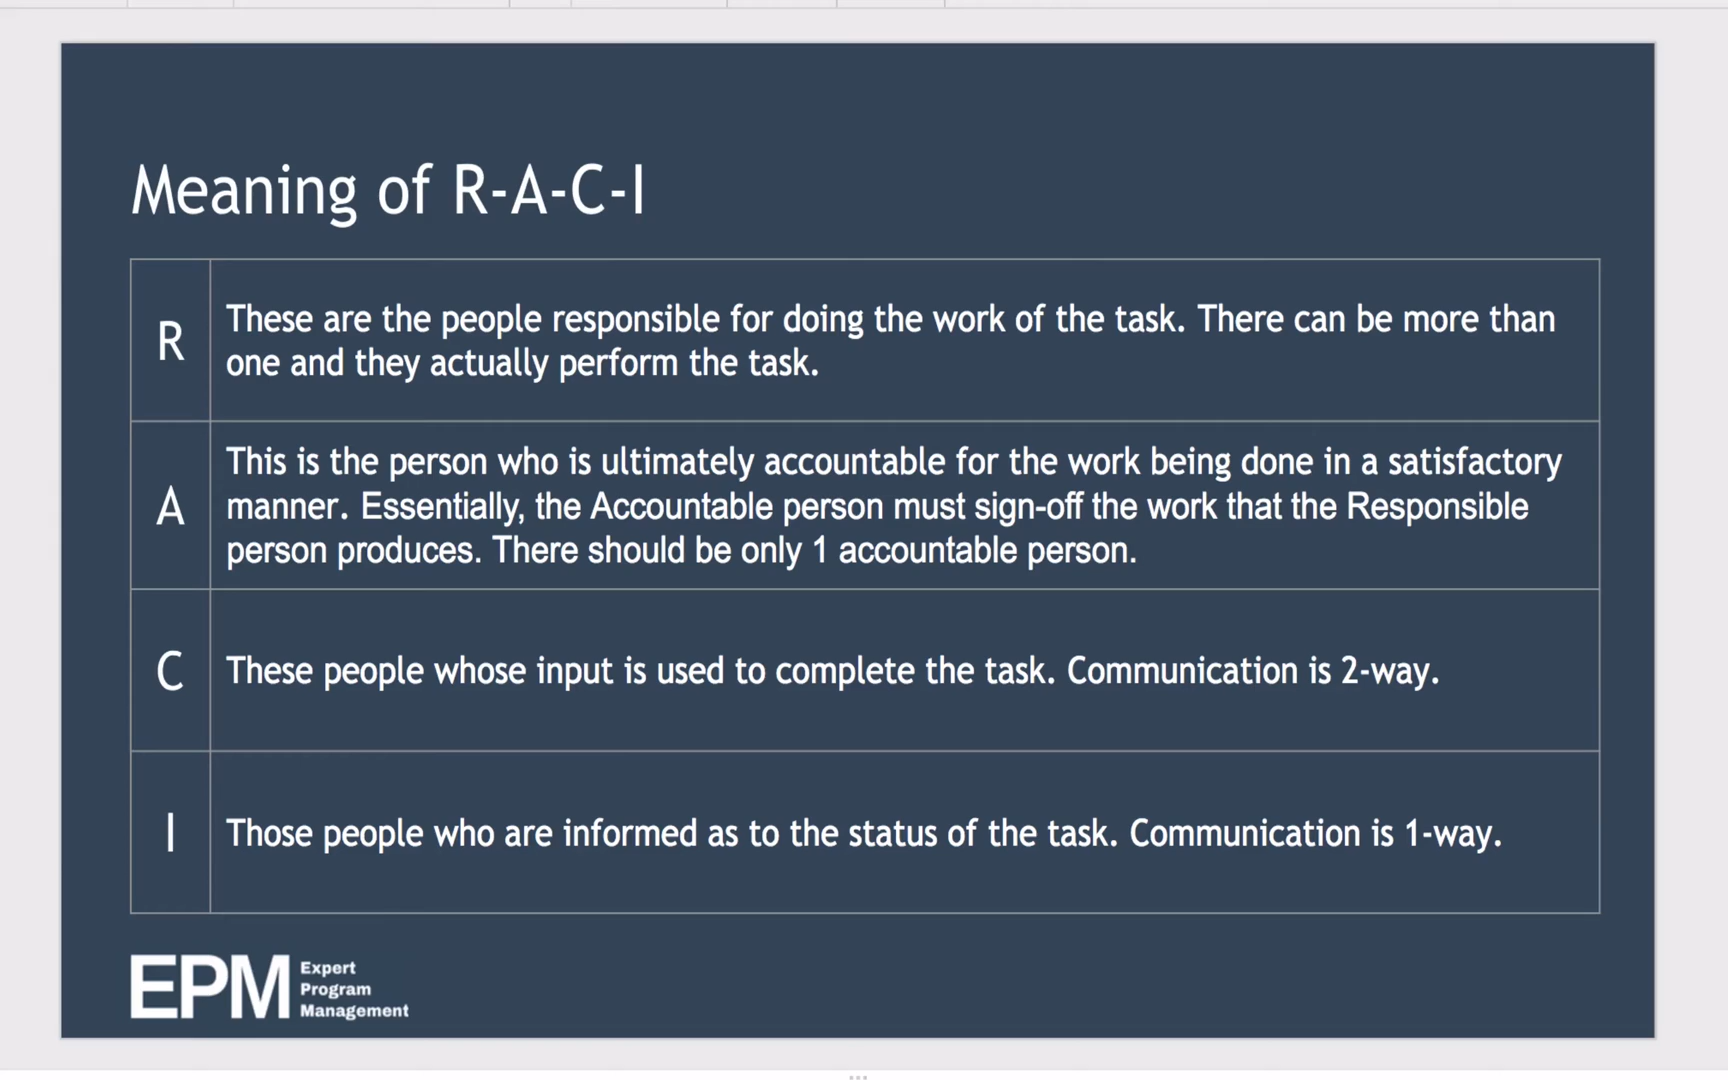 Meaning of R-A-C-I
R
These are the people responsible for doing the work of the task. There can be more than
one and they actually perform the task.
A
This is the person who is ultimately accountable for the work being done in a satisfactory
manner. Essentially, the Accountable person must sign-off the work that the Responsible
person produces. There should be only 1 accountable person.
C
These people whose input is used to complete the task. Communication is 2-way.
I
Those people who are informed as to the status of the task. Communication is 1-way.
EPM
Expert
Program
Management